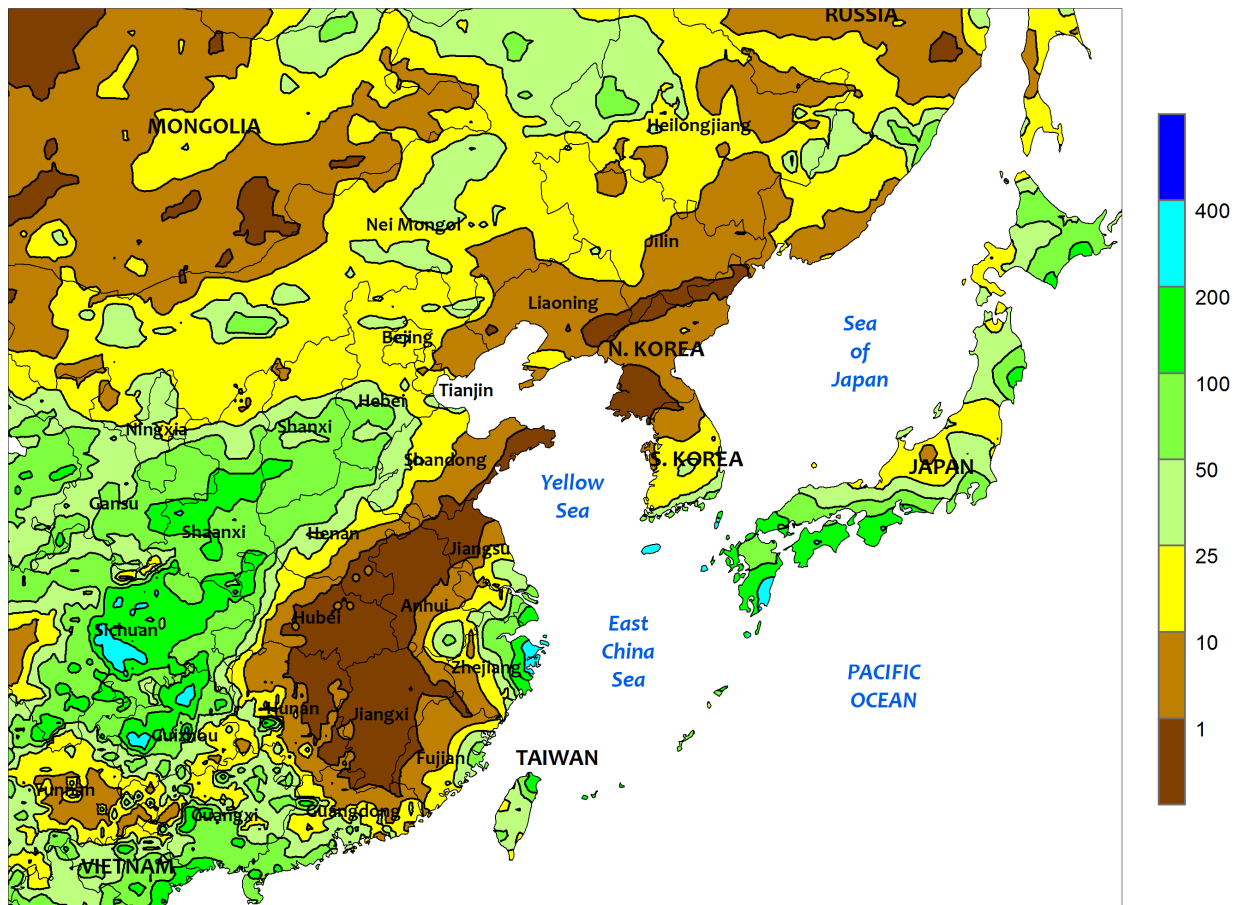 RUSSIA
MONGOLIA
Heilongjiang
400
Nei Mongol
Jilin
200
Liaoning
Sea
of
Japan
Bejing
N. KOREA
100
Tianjin
Hebei
Ningxia
Shanxi
Shandong
S. KOREA
JAPAN
50
Yellow
Sea
Gansu
Shaanxi
Henan
Jiangsu
25
Anhui
Hubei
Sichuan
East
China
Sea
10
Zhejiang
PACIFIC
OCEAN
Hunan
Jiangxi
Guizhou
1
Fujian
TAIWAN
Yunnan
Guangxi
Guangdong
VIETNAM